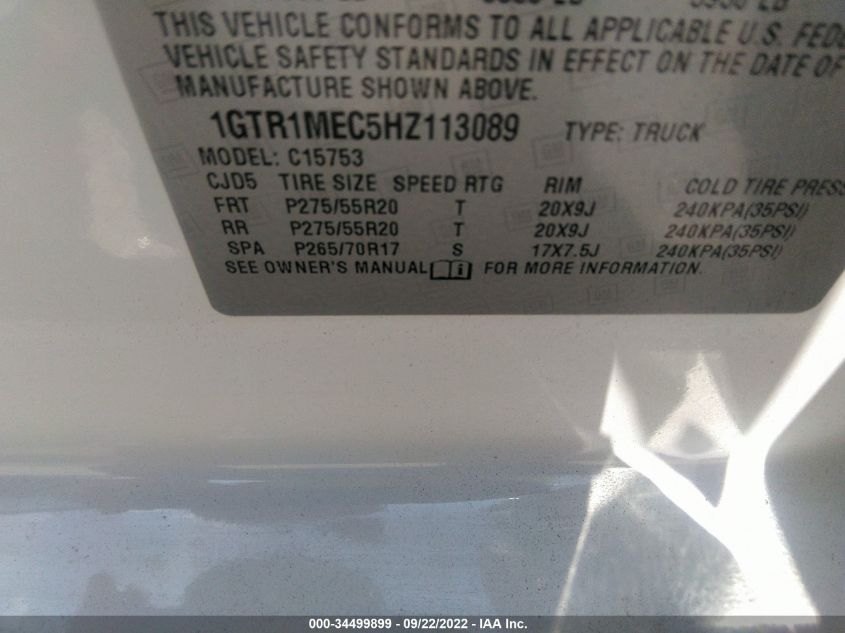 THIS VEHICLE CONFORMS TO ALL APPLICABLE U.S.
VEHICLE SAFETY STANDARDS IN EFFECT ON THE DATE OF
MANUFACTURE SHOWN ABOVE.
1GTR1MEC5HZ113089 TYPE: TRUCK
MODEL: C15753
CJD5 TIRE SIZE SPEED RTG RIM COLD TIRE PRESS
FRT P275/55R20 T 20X9J 240KPA(35PSI)
RR P275/55R20 T 20X9J 240KPA(35PSI)
SPA P265/70R17 S 17X7.5J 240KPA(35PSI)
SEE OWNER'S MANUAL i FOR MORE INFORMATION.
000-34499899 - 09/22/2022 - IAA Inc.